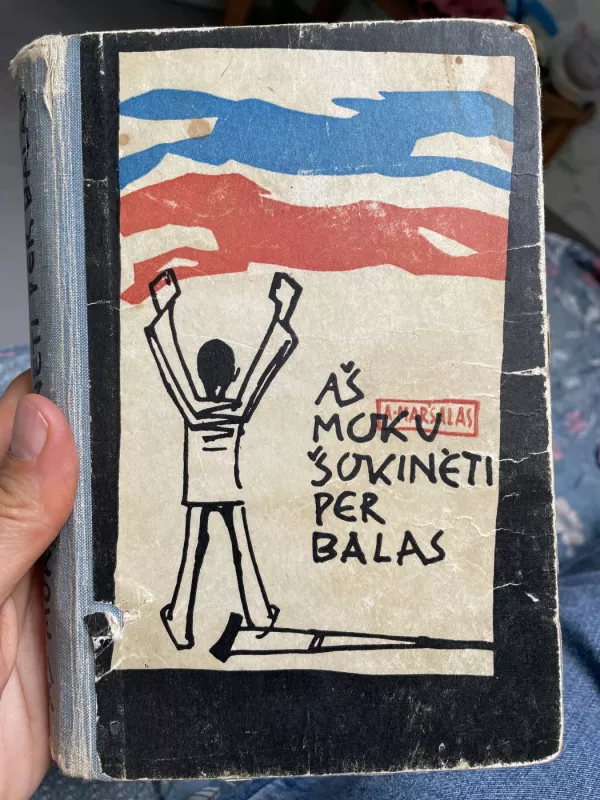 AŠ
A. MARŠALAS
MOKU
ŠOKINĖTI
PER
BALAS